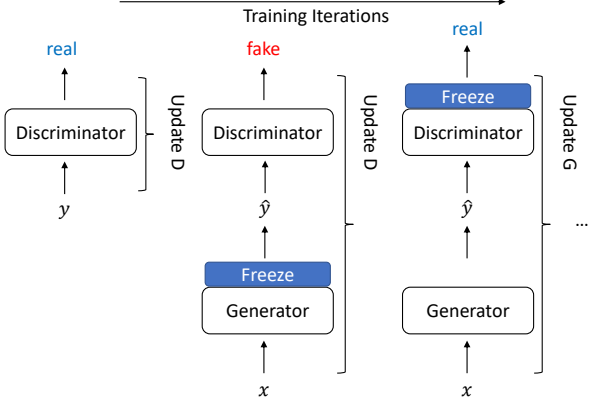 Training Iterations
real
Discriminator
y
Update D
fake
Discriminator
ŷ
Freeze
Generator
x
Update D
real
Freeze
Discriminator
ŷ
Generator
x
Update G
...